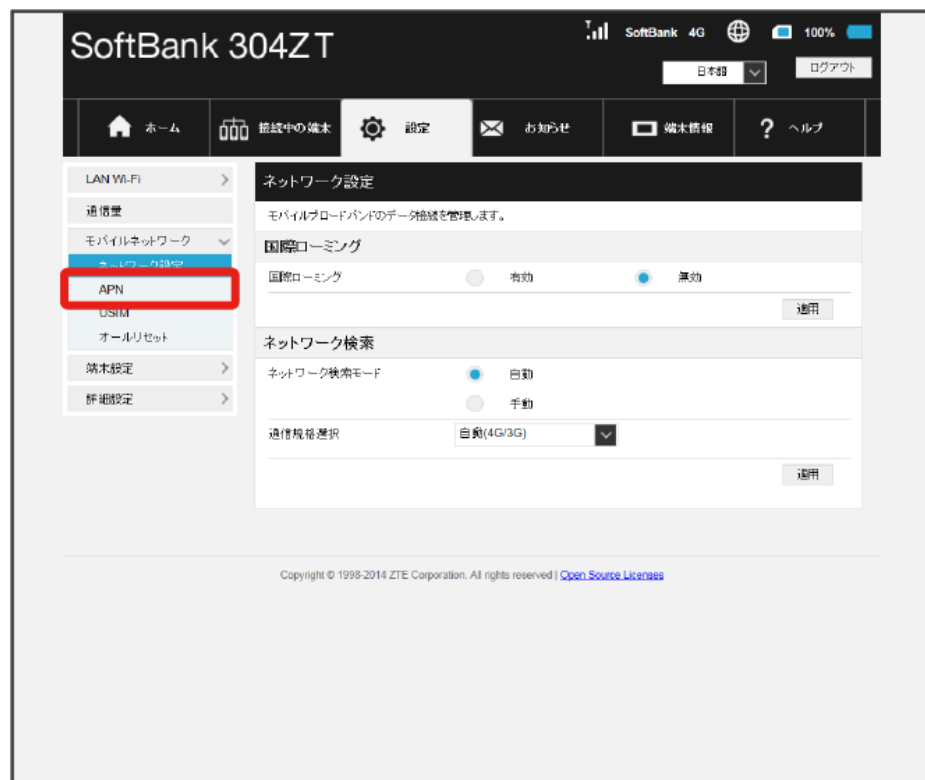 SoftBank 304ZT
SoftBank 4G 100%
日本語 ログアウト
ホーム 接続中の端末 設定 お知らせ 端末情報 ? ヘルプ
LAN Wi-Fi
通信量
モバイルネットワーク
ネットワーク設定
APN
USIM
オールリセット
端末設定
詳細設定
ネットワーク設定
モバイルブロードバンドのデータ接続を管理します。
国際ローミング
国際ローミング 有効 無効
適用
ネットワーク検索
ネットワーク検索モード 自動
手動
通信規格選択 自動(4G/3G)
適用
Copyright © 1998-2014 ZTE Corporation. All rights reserved | Open Source Licenses